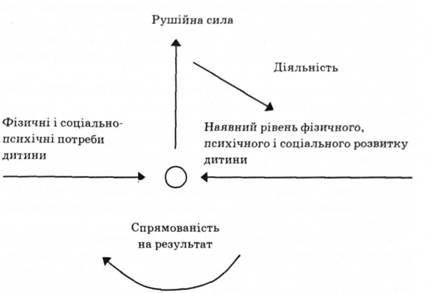 Рушійна сила
Діяльність
Фізичні і соціально-
психічні потреби
дитини
Наявний рівень фізичного,
психічного і соціального розвитку
дитини
Спрямованість
на результат